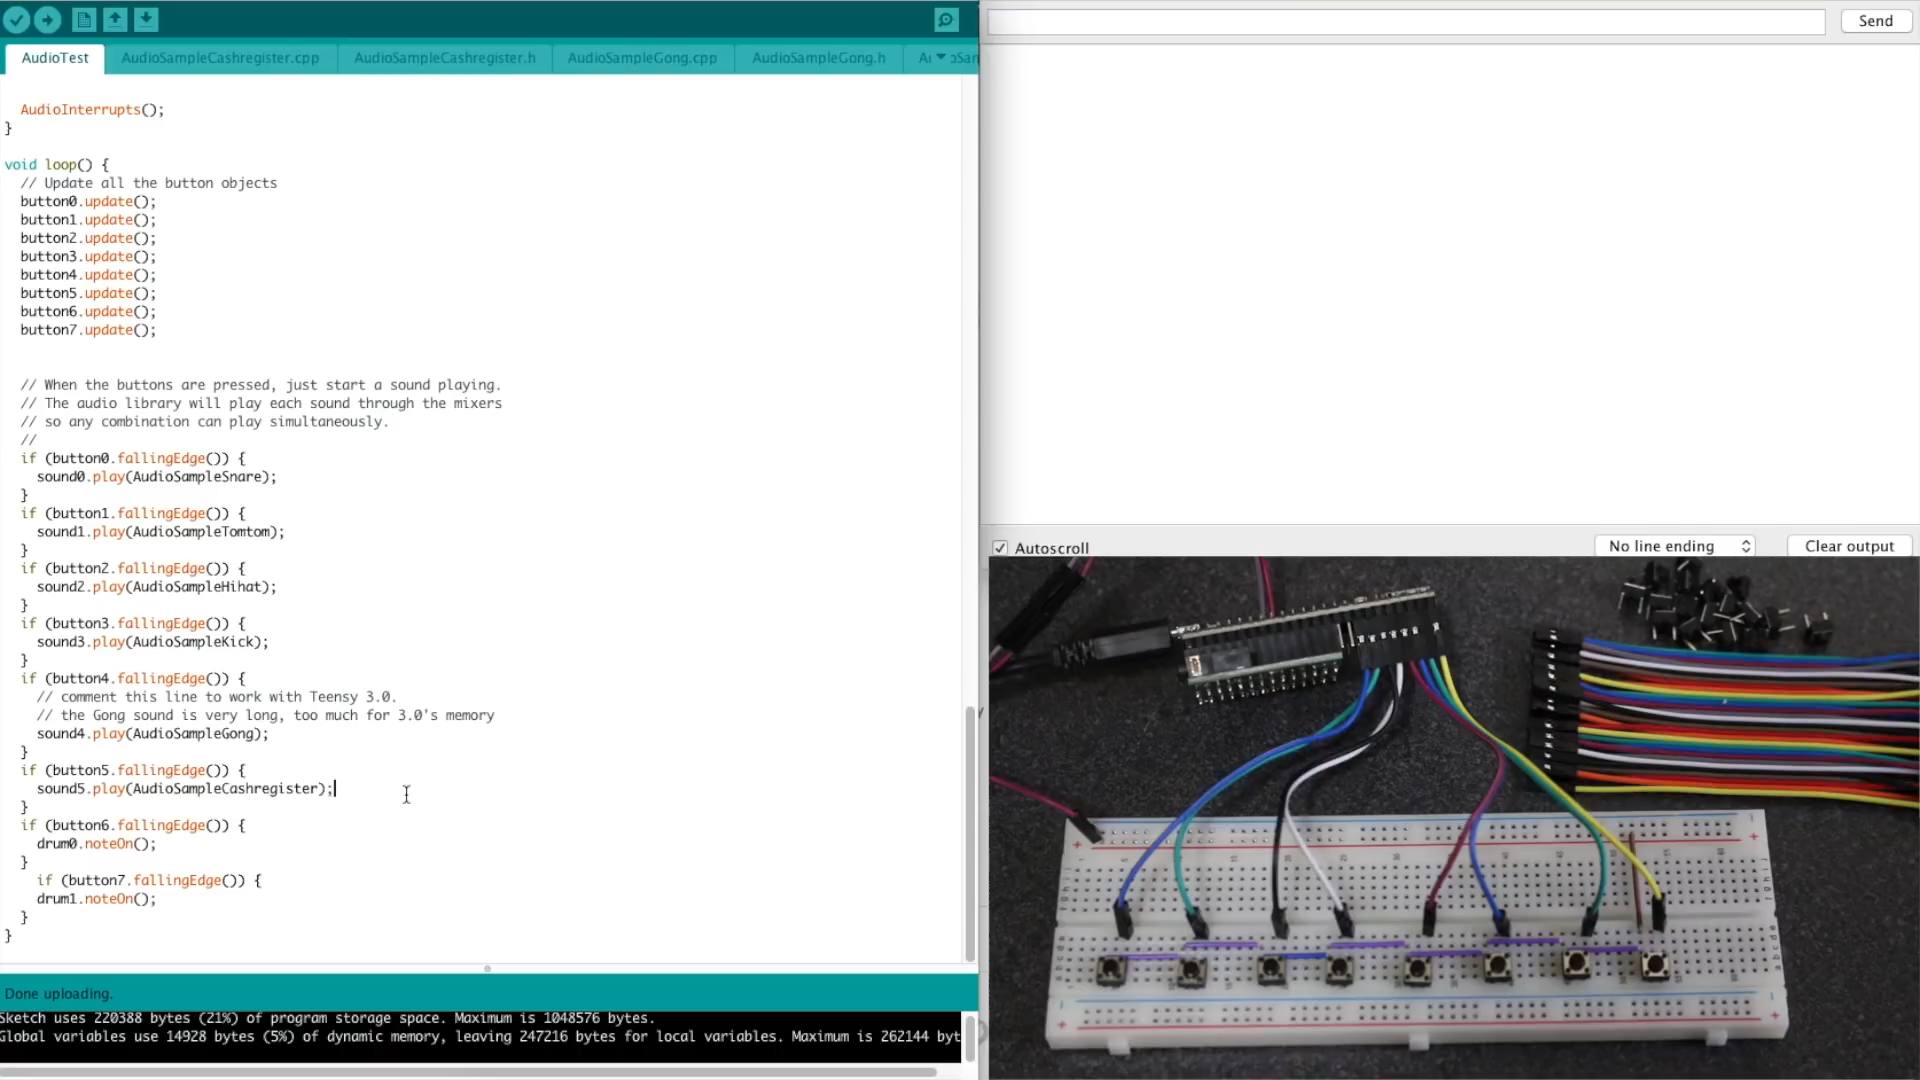 Send
AudioTest AudioSampleCashregister.cpp AudioSampleCashregister.h AudioSampleGong.cpp AudioSampleGong.h
AudioInterrupts();
}
void loop() {
// Update all the button objects
button0.update();
button1.update();
button2.update();
button3.update();
button4.update();
button5.update();
button6.update();
button7.update();
// When the buttons are pressed, just start a sound playing.
// The audio library will play each sound through the mixers
// so any combination can play simultaneously.
//
if (button0.fallingEdge()) {
sound0.play(AudioSampleSnare);
}
if (button1.fallingEdge()) {
sound1.play(AudioSampleTomtom);
}
if (button2.fallingEdge()) {
sound2.play(AudioSampleHihat);
}
if (button3.fallingEdge()) {
sound3.play(AudioSampleKick);
}
if (button4.fallingEdge()) {
// comment this line to work with Teensy 3.0.
// the Gong sound is very long, too much for 3.0's memory
sound4.play(AudioSampleGong);
}
if (button5.fallingEdge()) {
sound5.play(AudioSampleCashregister);
}
if (button6.fallingEdge()) {
drum0.noteOn();
}
if (button7.fallingEdge()) {
drum1.noteOn();
}
}
Done uploading.
Sketch uses 220388 bytes (21%) of program storage space. Maximum is 1048576 bytes.
Global variables use 14928 bytes (5%) of dynamic memory, leaving 247216 bytes for local variables. Maximum is 262144 byt
Autoscroll No line ending Clear output